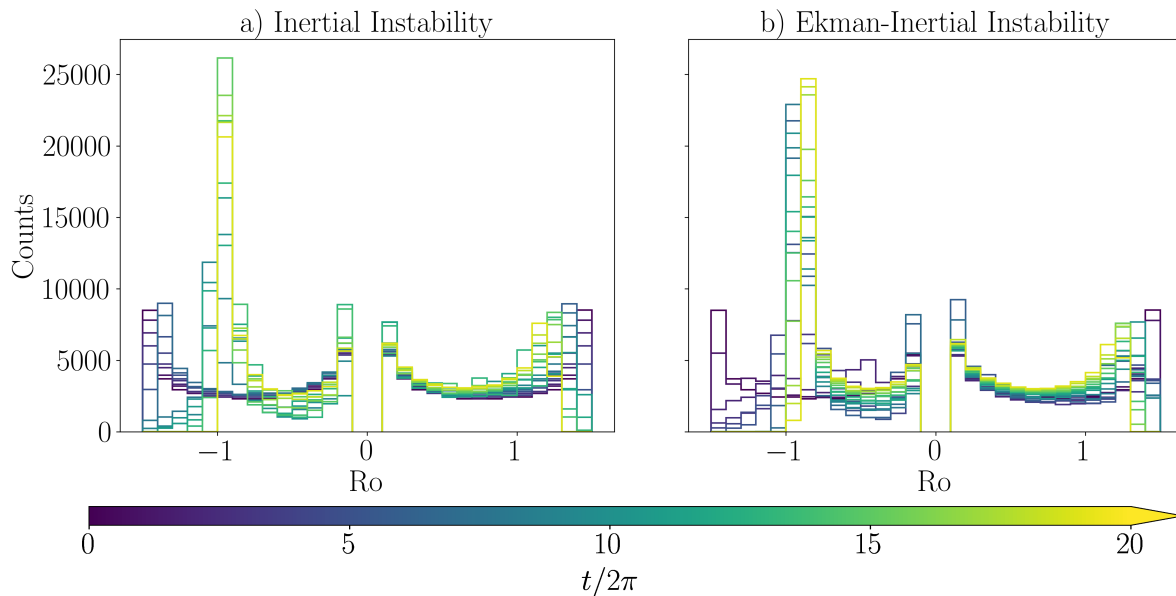 a) Inertial Instability
b) Ekman-Inertial Instability
25000
20000
15000
10000
5000
0
Counts
−1 0 1
−1 0 1
Ro
Ro
0 5 10 15 20
t/2π